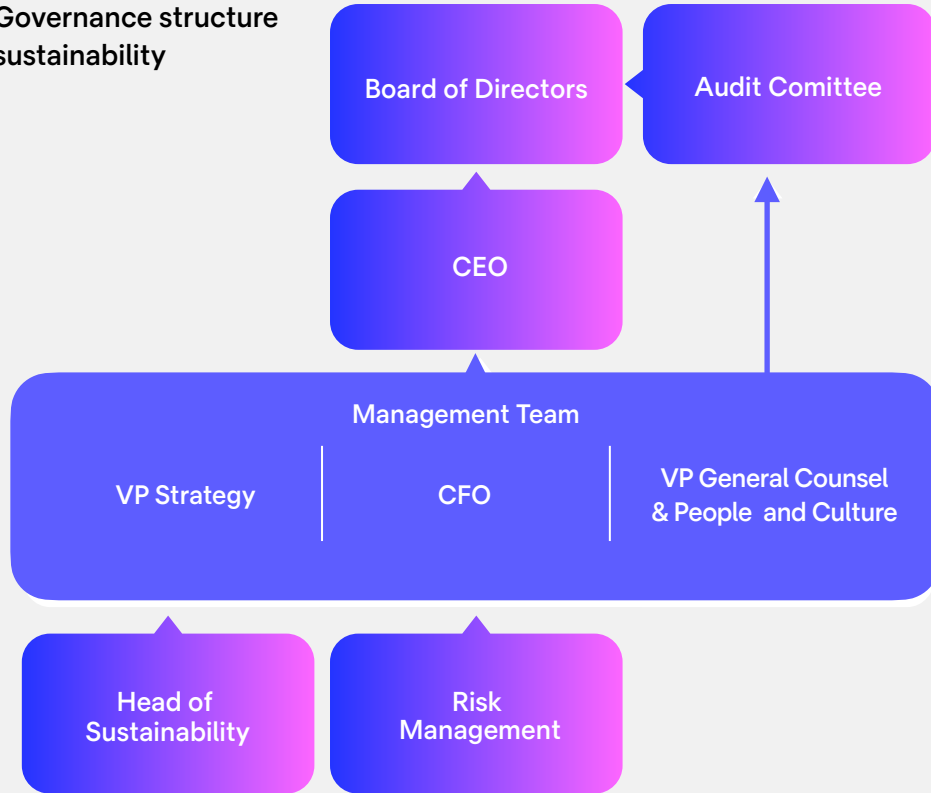 Governance structure
sustainability
Board of Directors
Audit Comittee
CEO
Management Team
VP Strategy
CFO
VP General Counsel
& People and Culture
Head of
Sustainability
Risk
Management